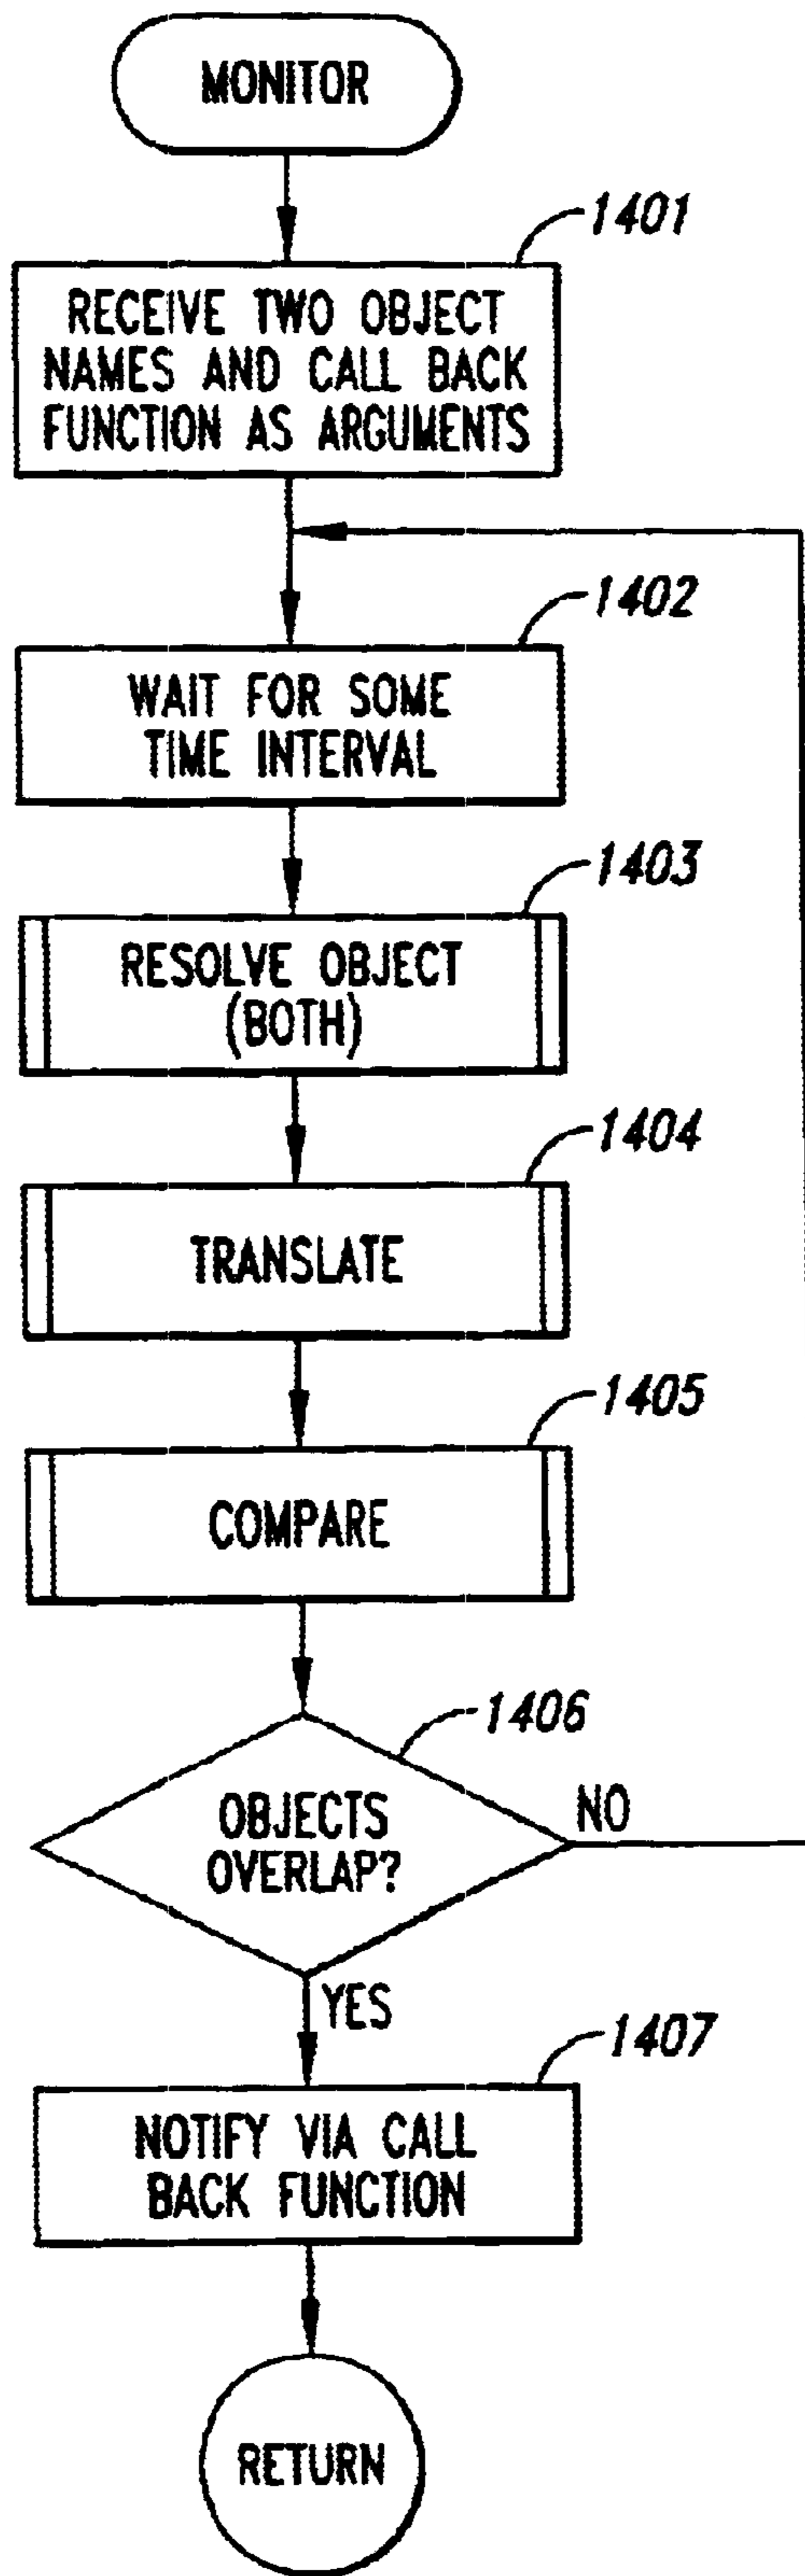 MONITOR
1401
RECEIVE TWO OBJECT
NAMES AND CALL BACK
FUNCTION AS ARGUMENTS
1402
WAIT FOR SOME
TIME INTERVAL
1403
RESOLVE OBJECT
(BOTH)
1404
TRANSLATE
1405
COMPARE
1406
OBJECTS
OVERLAP?
NO
YES
1407
NOTIFY VIA CALL
BACK FUNCTION
RETURN